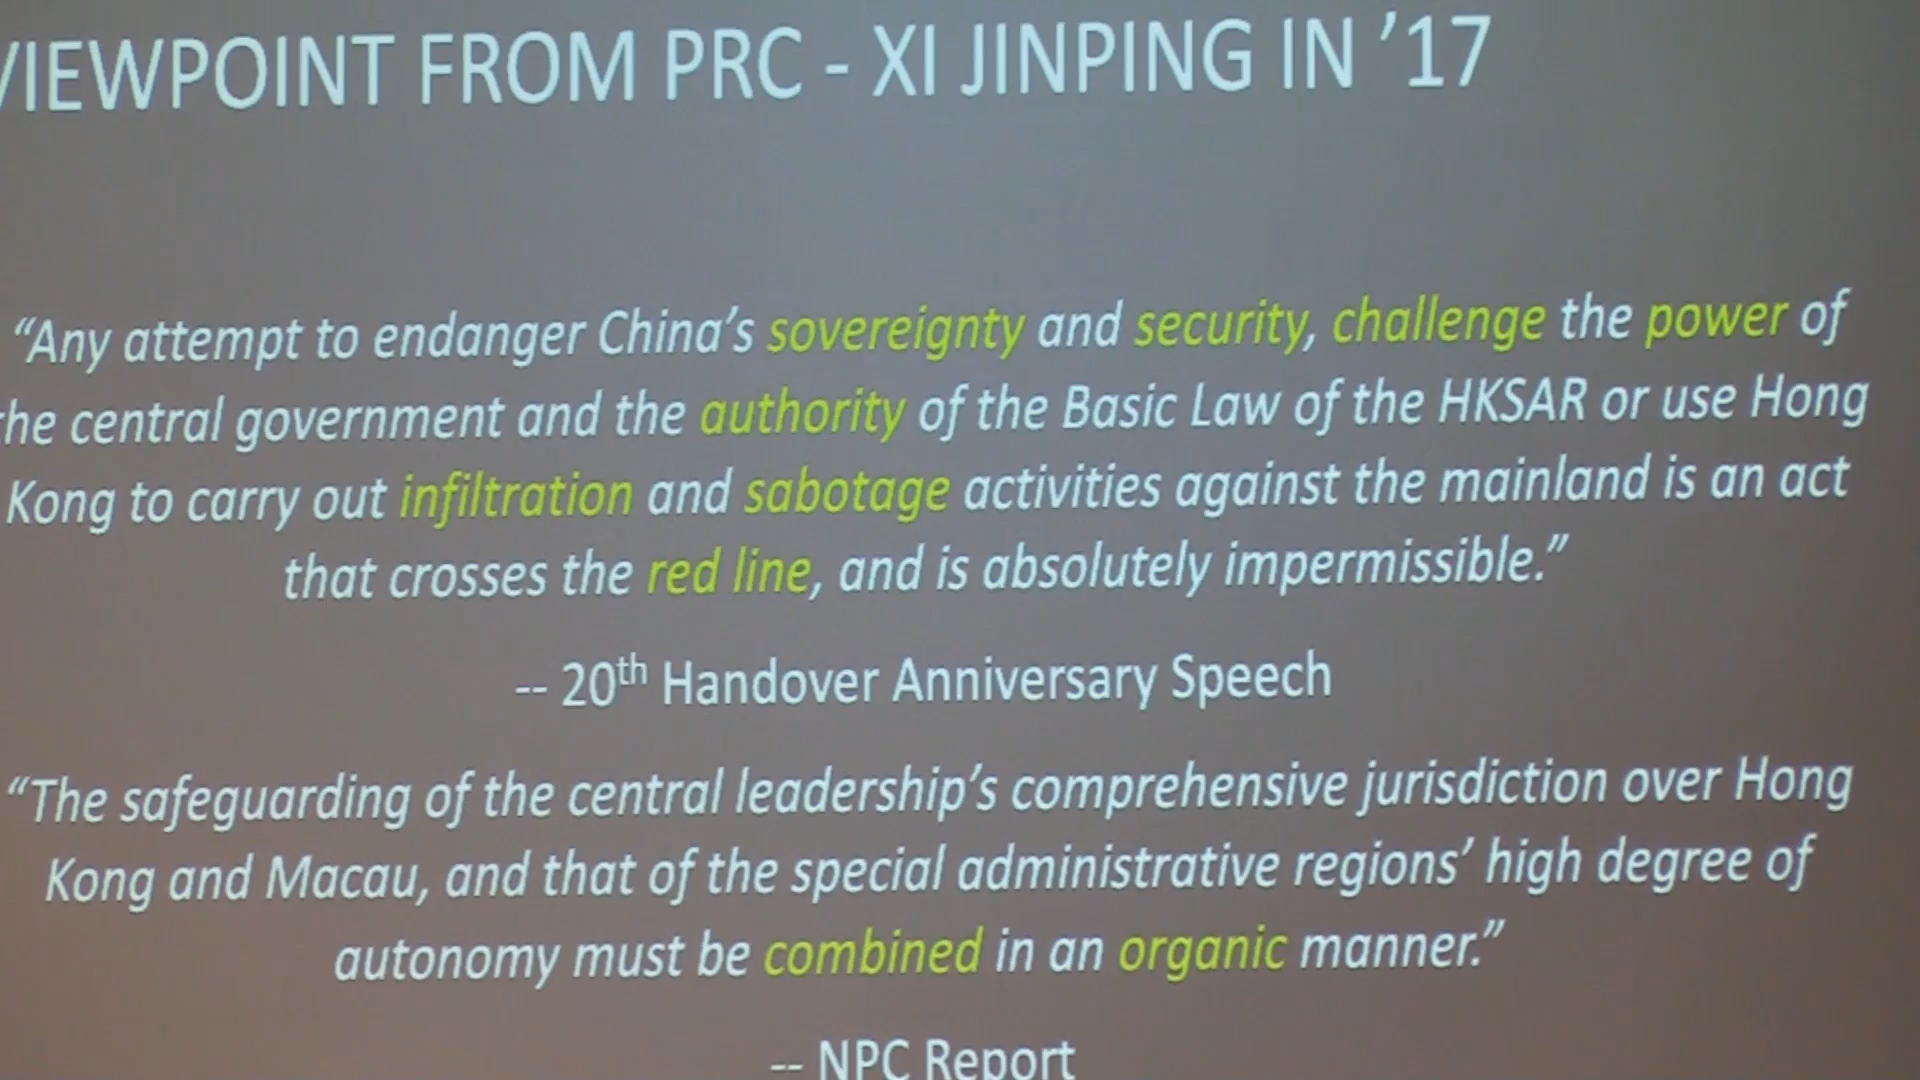 VIEWPOINT FROM PRC - XI JINPING IN ’17
“Any attempt to endanger China’s sovereignty and security, challenge the power of
the central government and the authority of the Basic Law of the HKSAR or use Hong
Kong to carry out infiltration and sabotage activities against the mainland is an act
that crosses the red line, and is absolutely impermissible.”
-- 20th Handover Anniversary Speech
“The safeguarding of the central leadership’s comprehensive jurisdiction over Hong
Kong and Macau, and that of the special administrative regions’ high degree of
autonomy must be combined in an organic manner.”
-- NPC Report